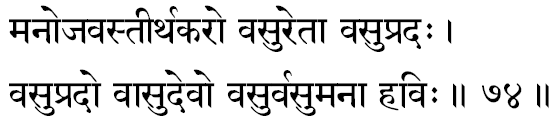 मनोजवस्तीर्थकरो वसुरेता वसुप्रदः ।
वसुप्रदो वासुदेवो वसुर्वसुमना हविः ॥ ७४ ॥